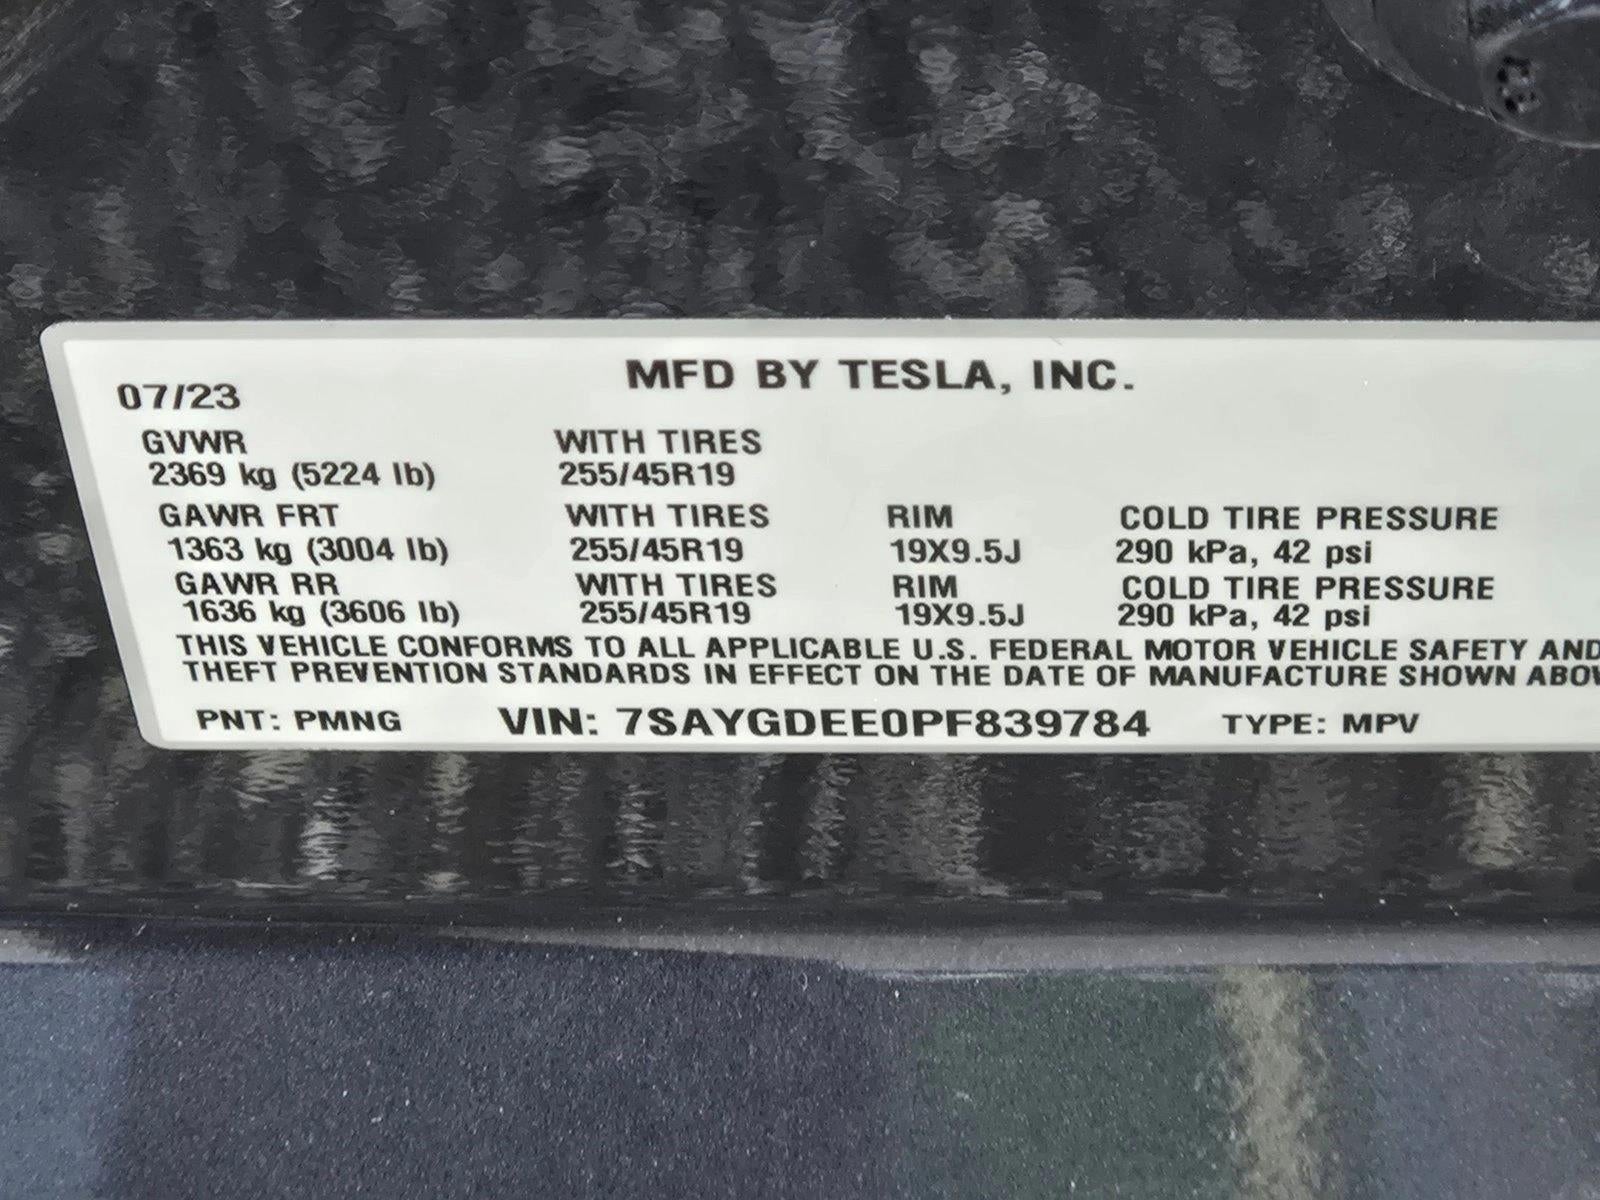 MFD BY TESLA, INC.
07/23
GVWR WITH TIRES
2369 kg (5224 lb) 255/45R19
GAWR FRT WITH TIRES RIM COLD TIRE PRESSURE
1363 kg (3004 lb) 255/45R19 19X9.5J 290 kPa, 42 psi
GAWR RR WITH TIRES RIM COLD TIRE PRESSURE
1636 kg (3606 lb) 255/45R19 19X9.5J 290 kPa, 42 psi
THIS VEHICLE CONFORMS TO ALL APPLICABLE U.S. FEDERAL MOTOR VEHICLE SAFETY AND
THEFT PREVENTION STANDARDS IN EFFECT ON THE DATE OF MANUFACTURE SHOWN
PNT: PMNG VIN: 7SAYGDEE0PF839784 TYPE: MPV